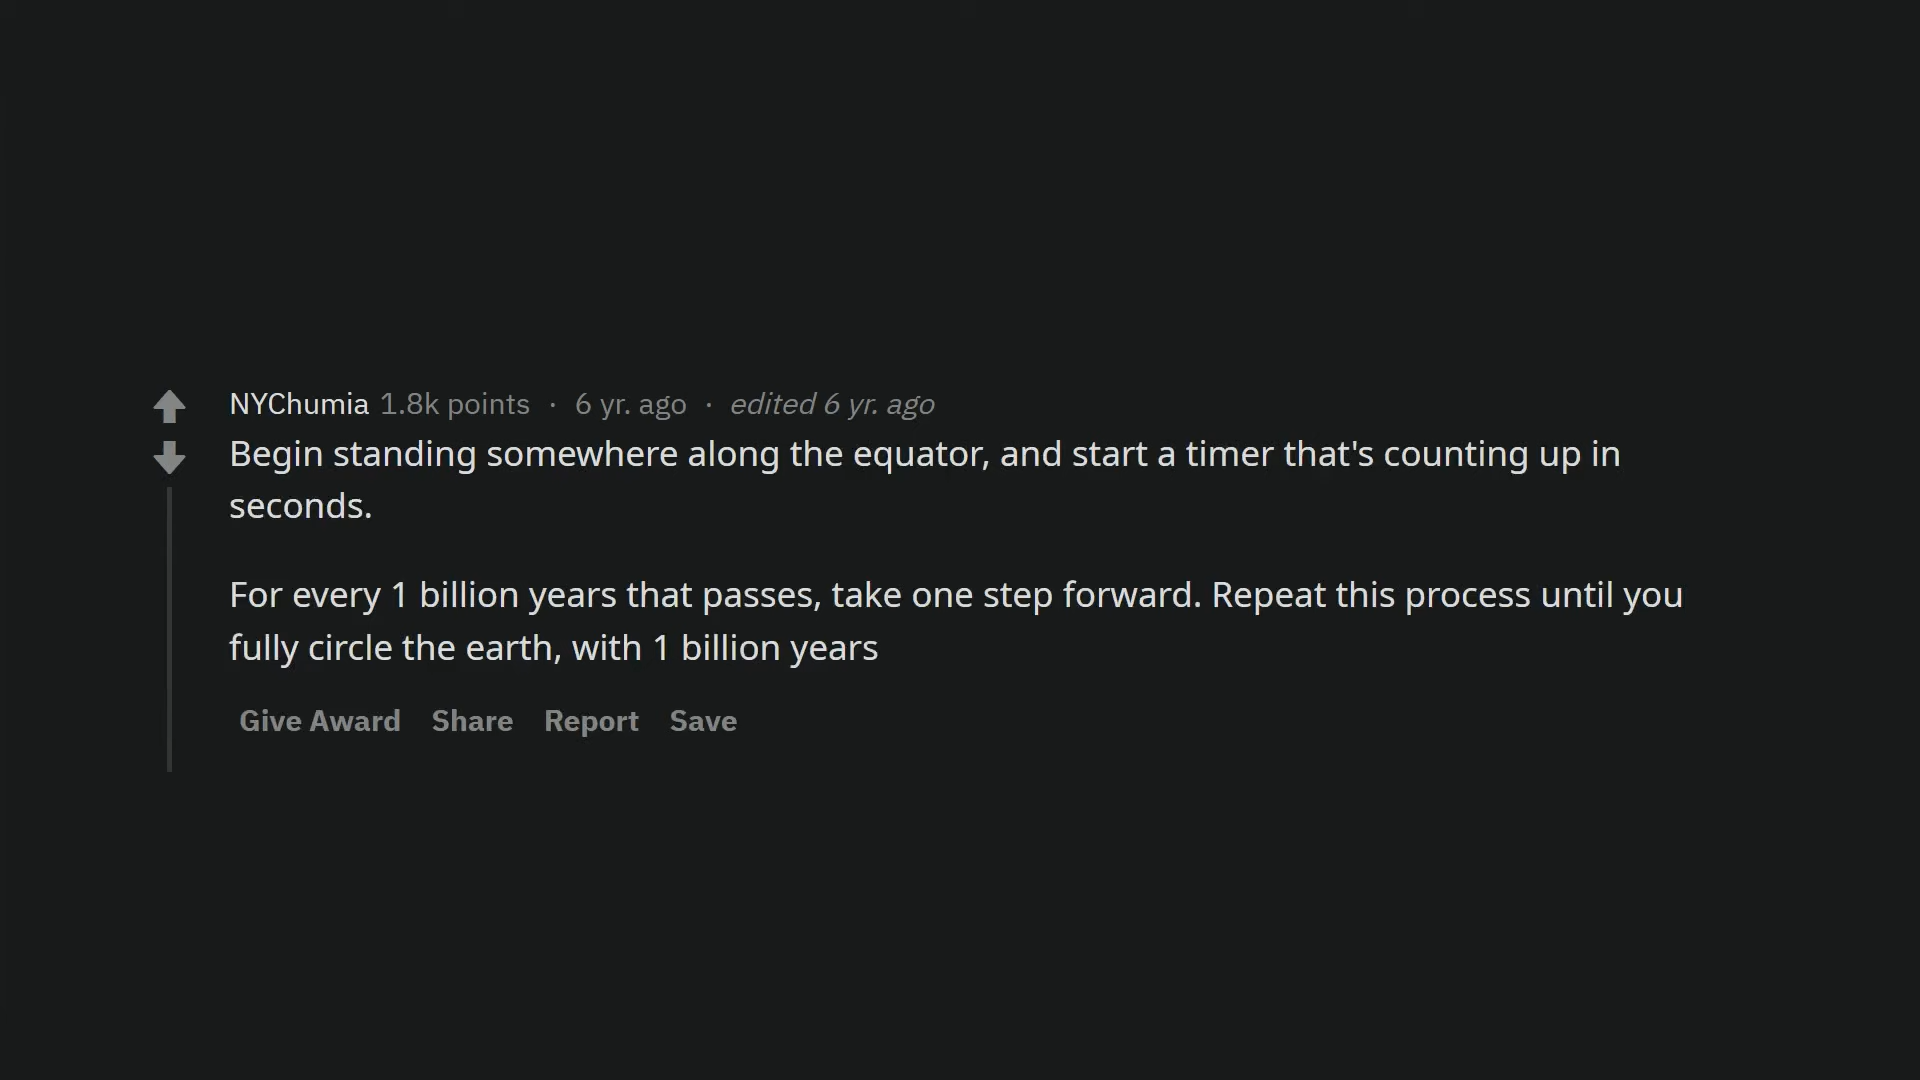 NYChumia 1.8k points · 6 yr. ago · edited 6 yr. ago
Begin standing somewhere along the equator, and start a timer that's counting up in
seconds.
For every 1 billion years that passes, take one step forward. Repeat this process until you
fully circle the earth, with 1 billion years
Give Award Share Report Save